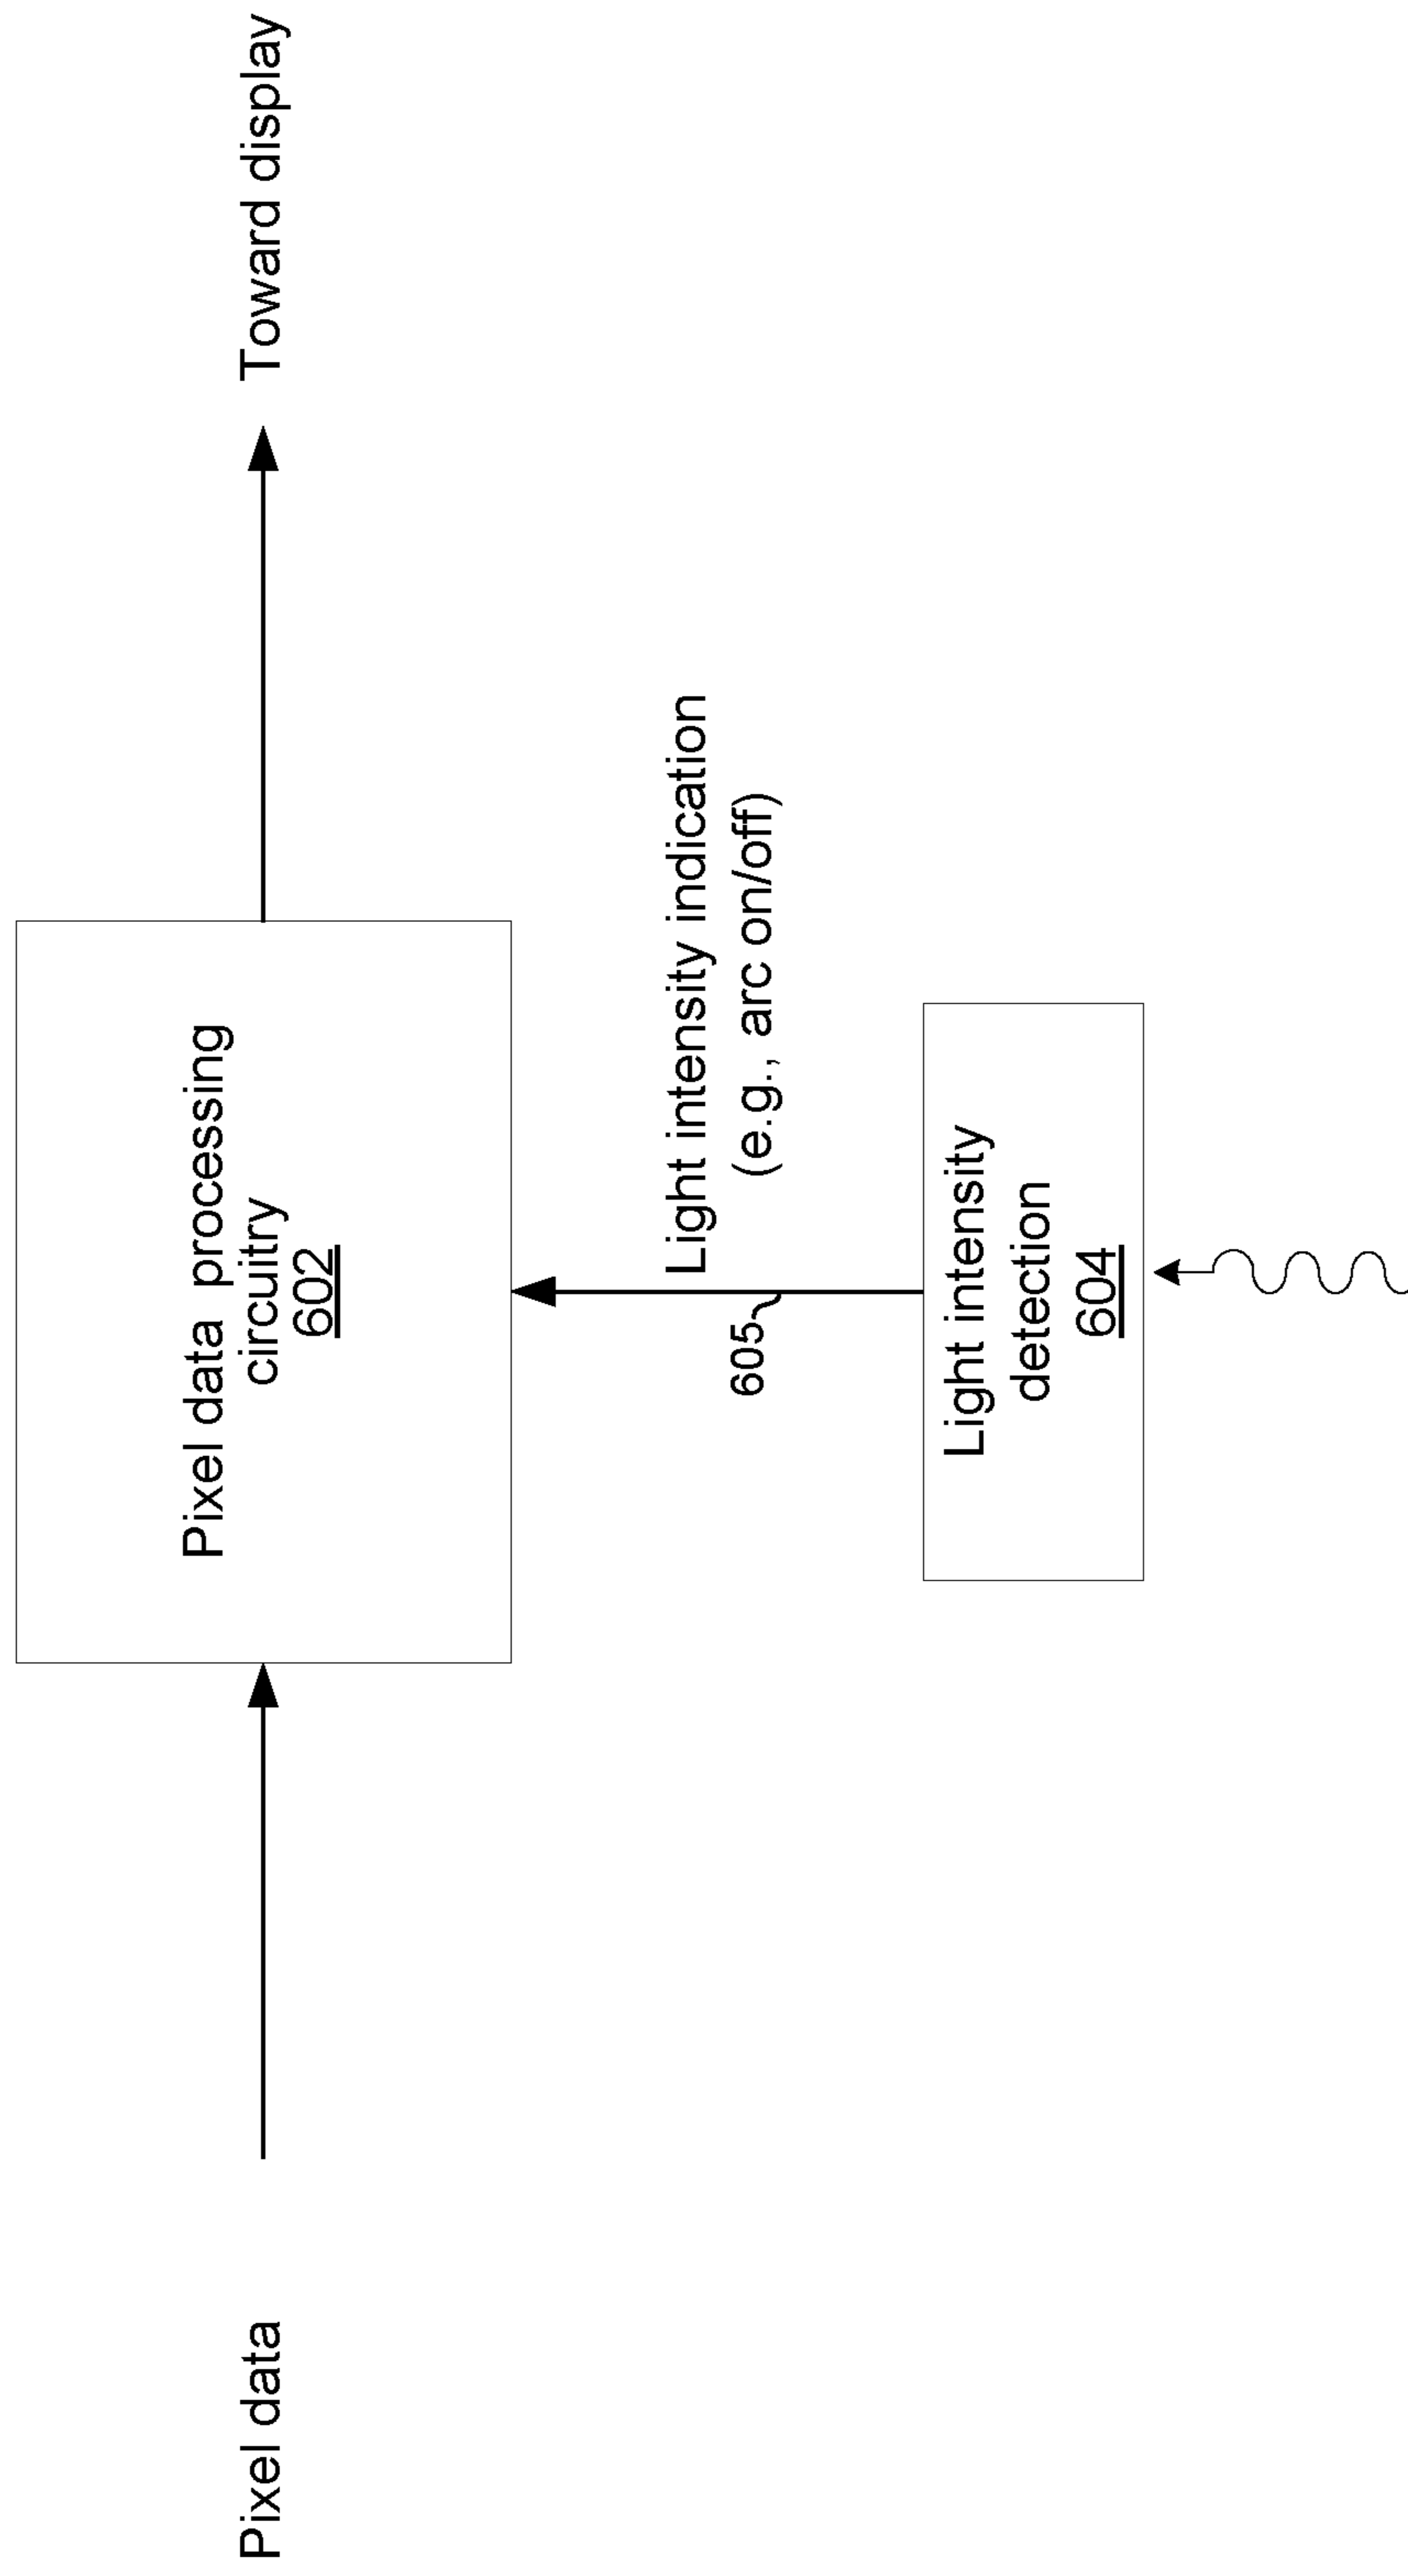 Pixel data
Pixel data processing
circuitry
602
Toward display
605
Light intensity indication
(e.g., arc on/off)
Light intensity
detection
604